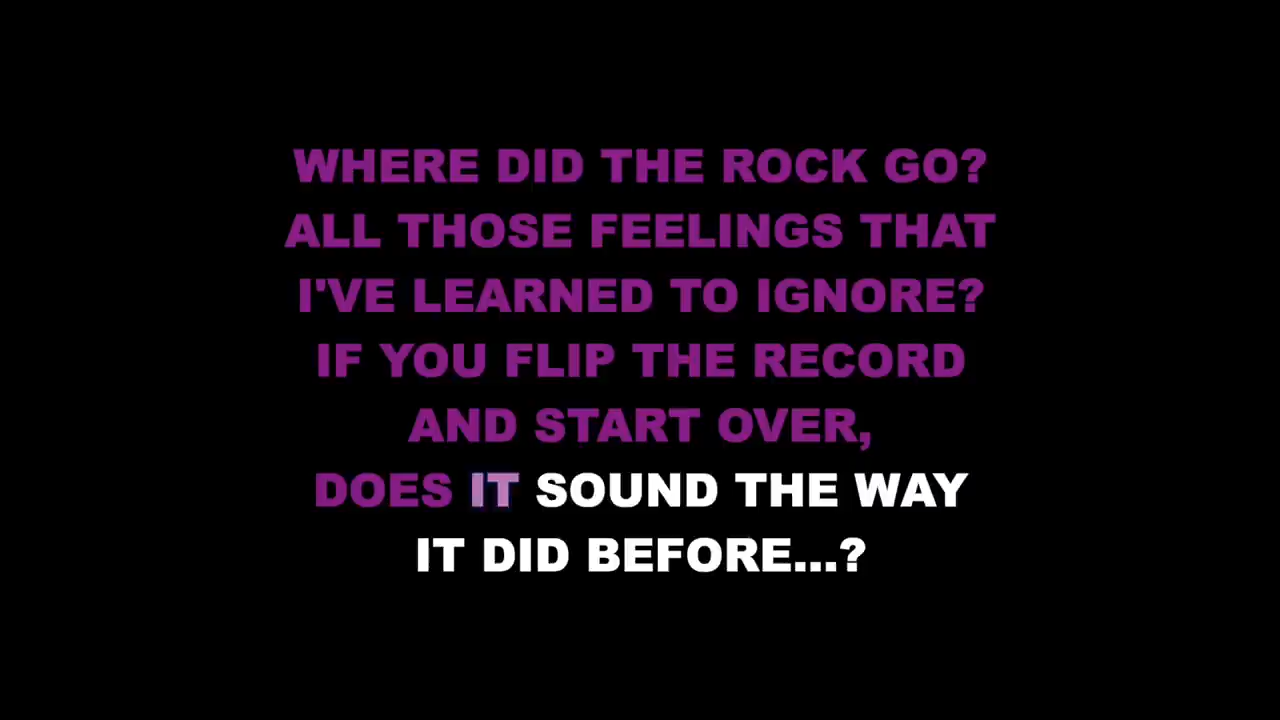 WHERE DID THE ROCK GO?
ALL THOSE FEELINGS THAT
I'VE LEARNED TO IGNORE?
IF YOU FLIP THE RECORD
AND START OVER,
DOES IT SOUND THE WAY
IT DID BEFORE...?